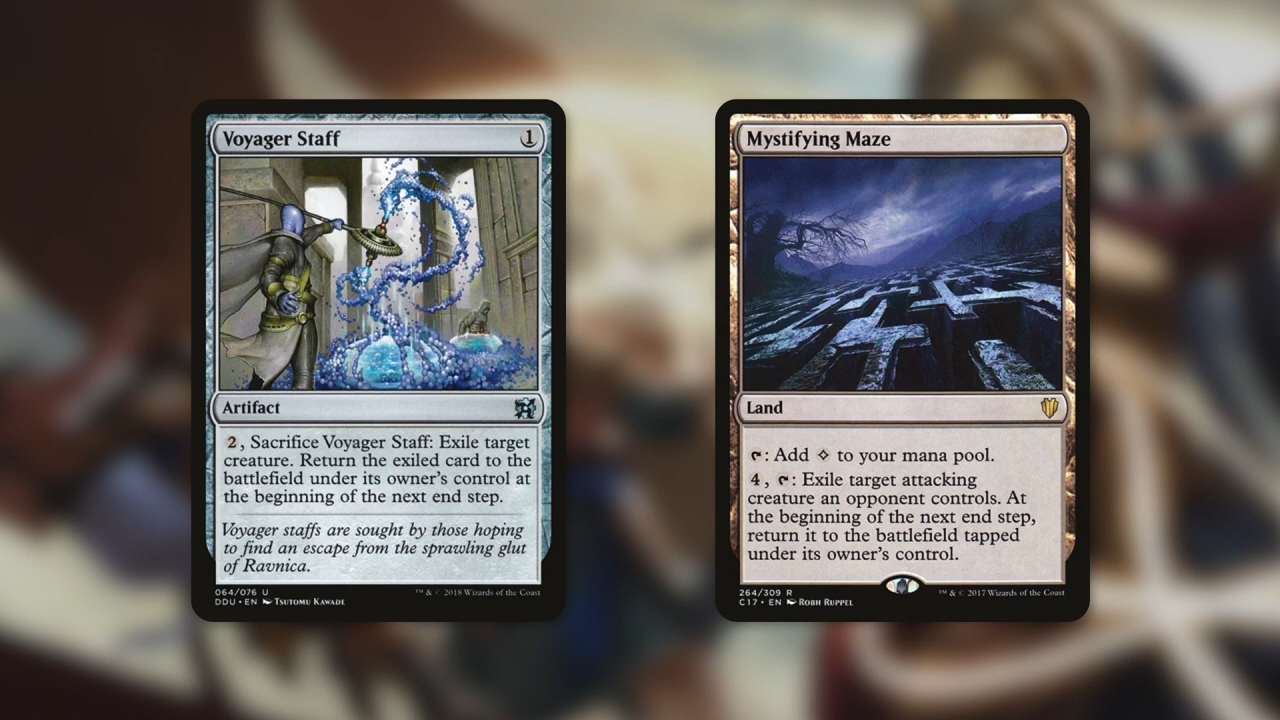 Voyager Staff 1
Artifact
2, Sacrifice Voyager Staff: Exile target
creature. Return the exiled card to the
battlefield under its owner's control at
the beginning of the next end step.
Voyager staffs are sought by those hoping
to find an escape from the sprawling glut
of Ravnica.
064/076 U
DDU • EN Tsutomu Kawade
™ & © 2018 Wizards of the Coast
Mystifying Maze
Land
: Add to your mana pool.
4, : Exile target attacking
creature an opponent controls. At
the beginning of the next end step,
return it to the battlefield tapped
under its owner's control.
264/309 R
C17 • EN Robh Ruppel
™ & © 2017 Wizards of the Coast